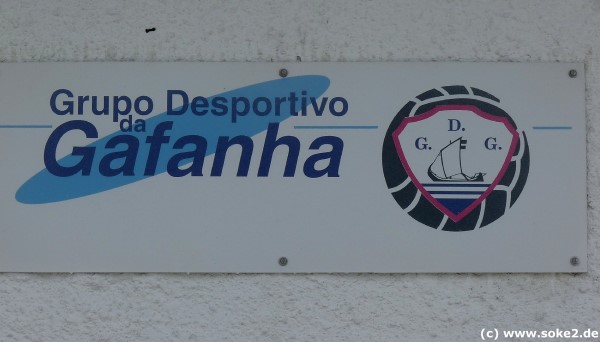 Grupo Desportivo
da
Gafanha
D.
G. G.
(c) www.soke2.de